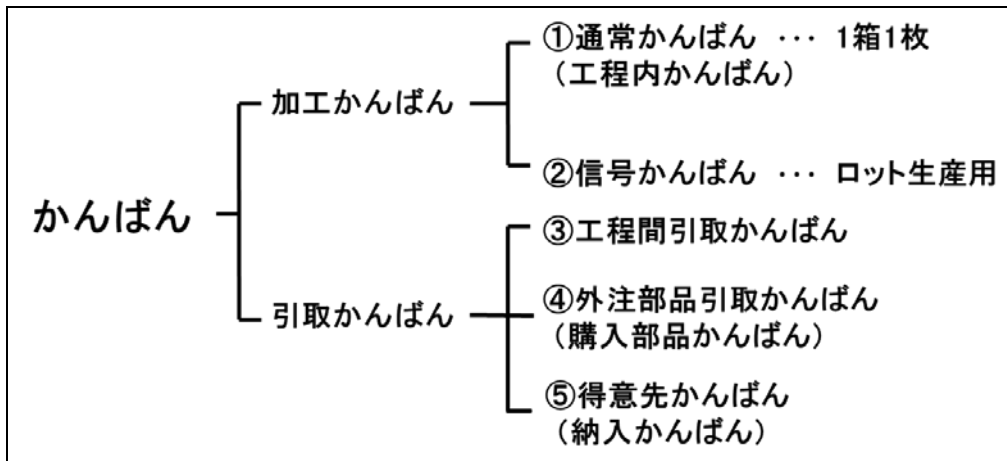 かんばん
加工かんばん
①通常かんばん ・・・ 1箱1枚
（工程内かんばん）
②信号かんばん ・・・ ロット生産用
引取かんばん
③工程間引取かんばん
④外注部品引取かんばん
（購入部品かんばん）
⑤得意先かんばん
（納入かんばん）